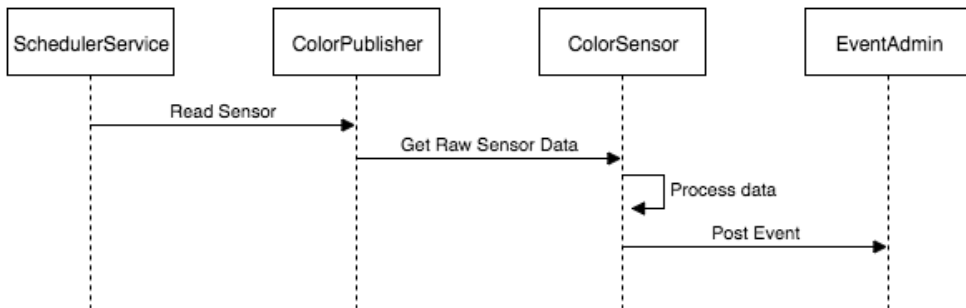 SchedulerService
ColorPublisher
ColorSensor
EventAdmin
Read Sensor
Get Raw Sensor Data
Process data
Post Event